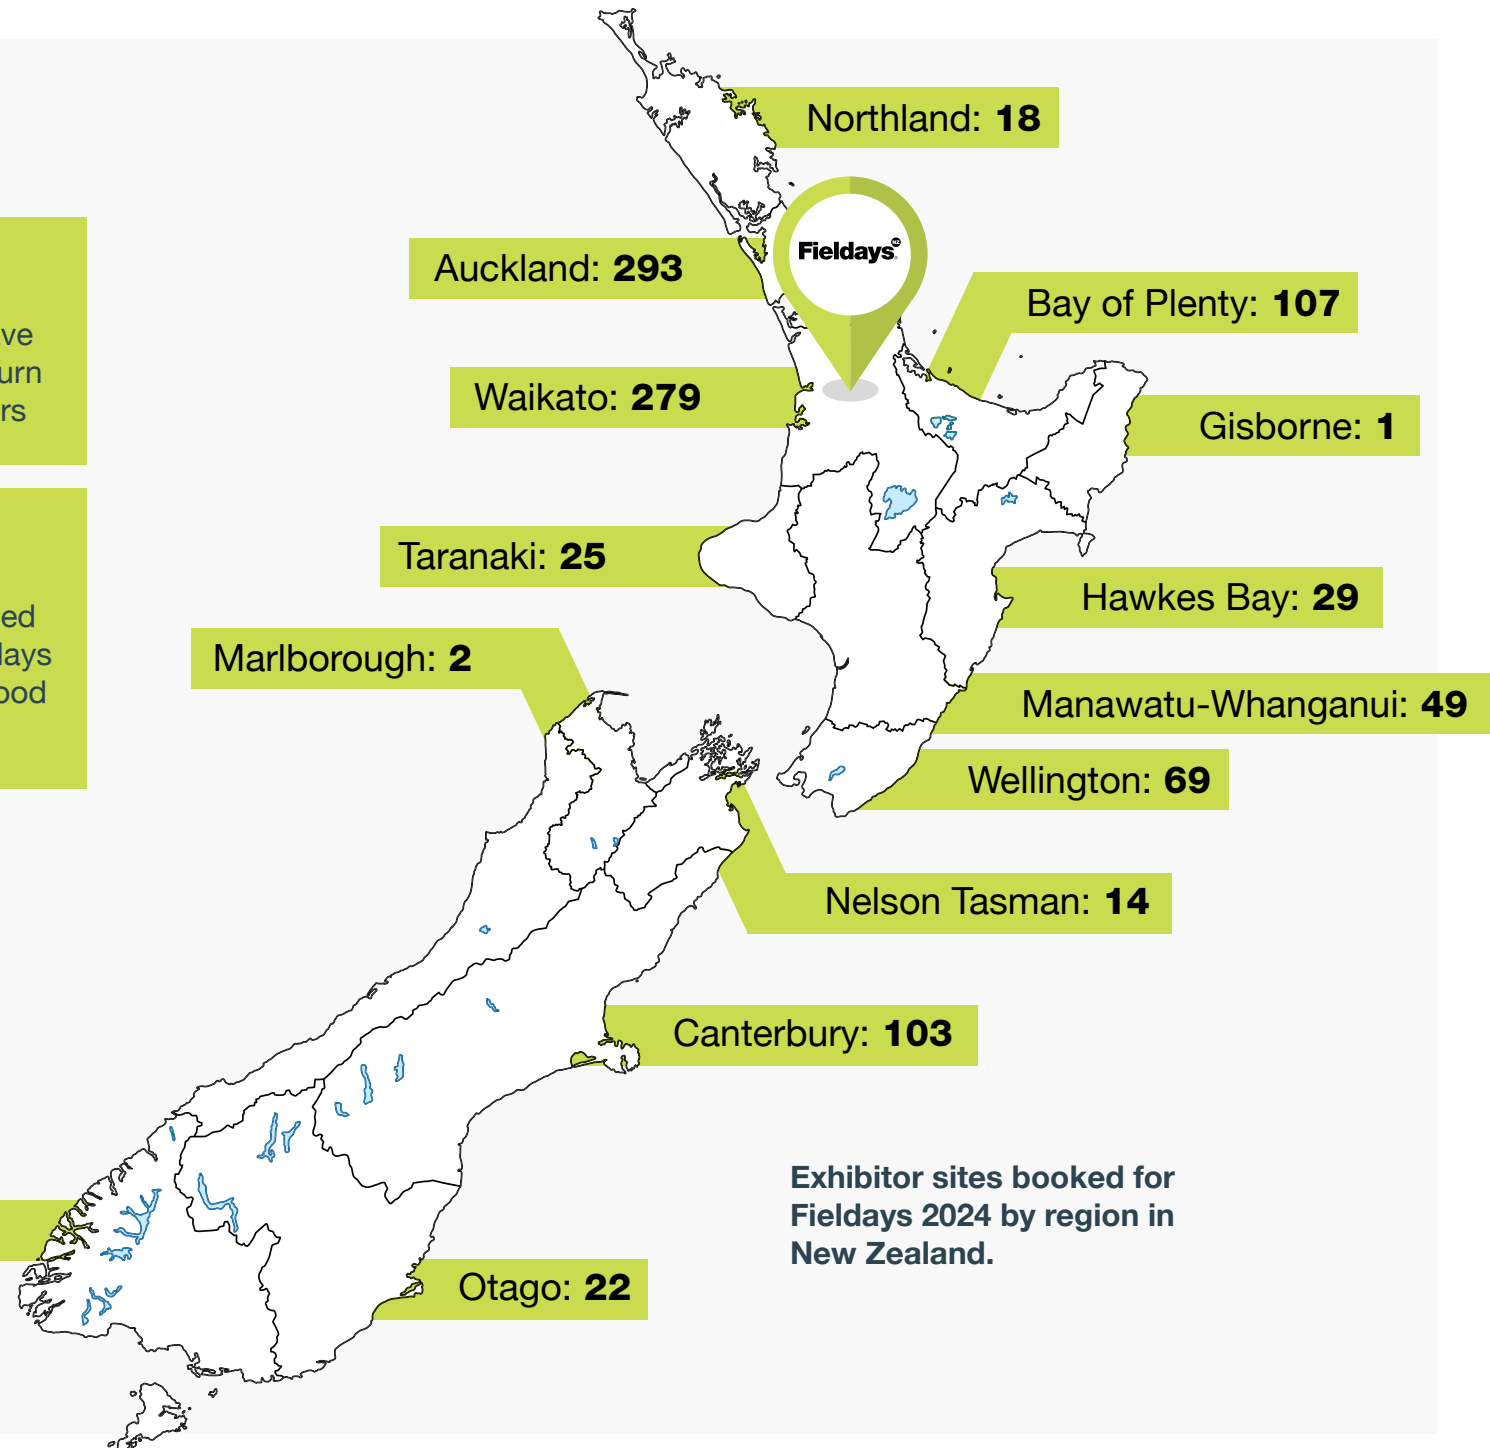 Northland: 18
Fieldays
Auckland: 293
Bay of Plenty: 107
Waikato: 279
Gisborne: 1
Taranaki: 25
Hawkes Bay: 29
Marlborough: 2
Manawatu-Whanganui: 49
Wellington: 69
Nelson Tasman: 14
Canterbury: 103
Exhibitor sites booked for
Fieldays 2024 by region in
New Zealand.
Otago: 22